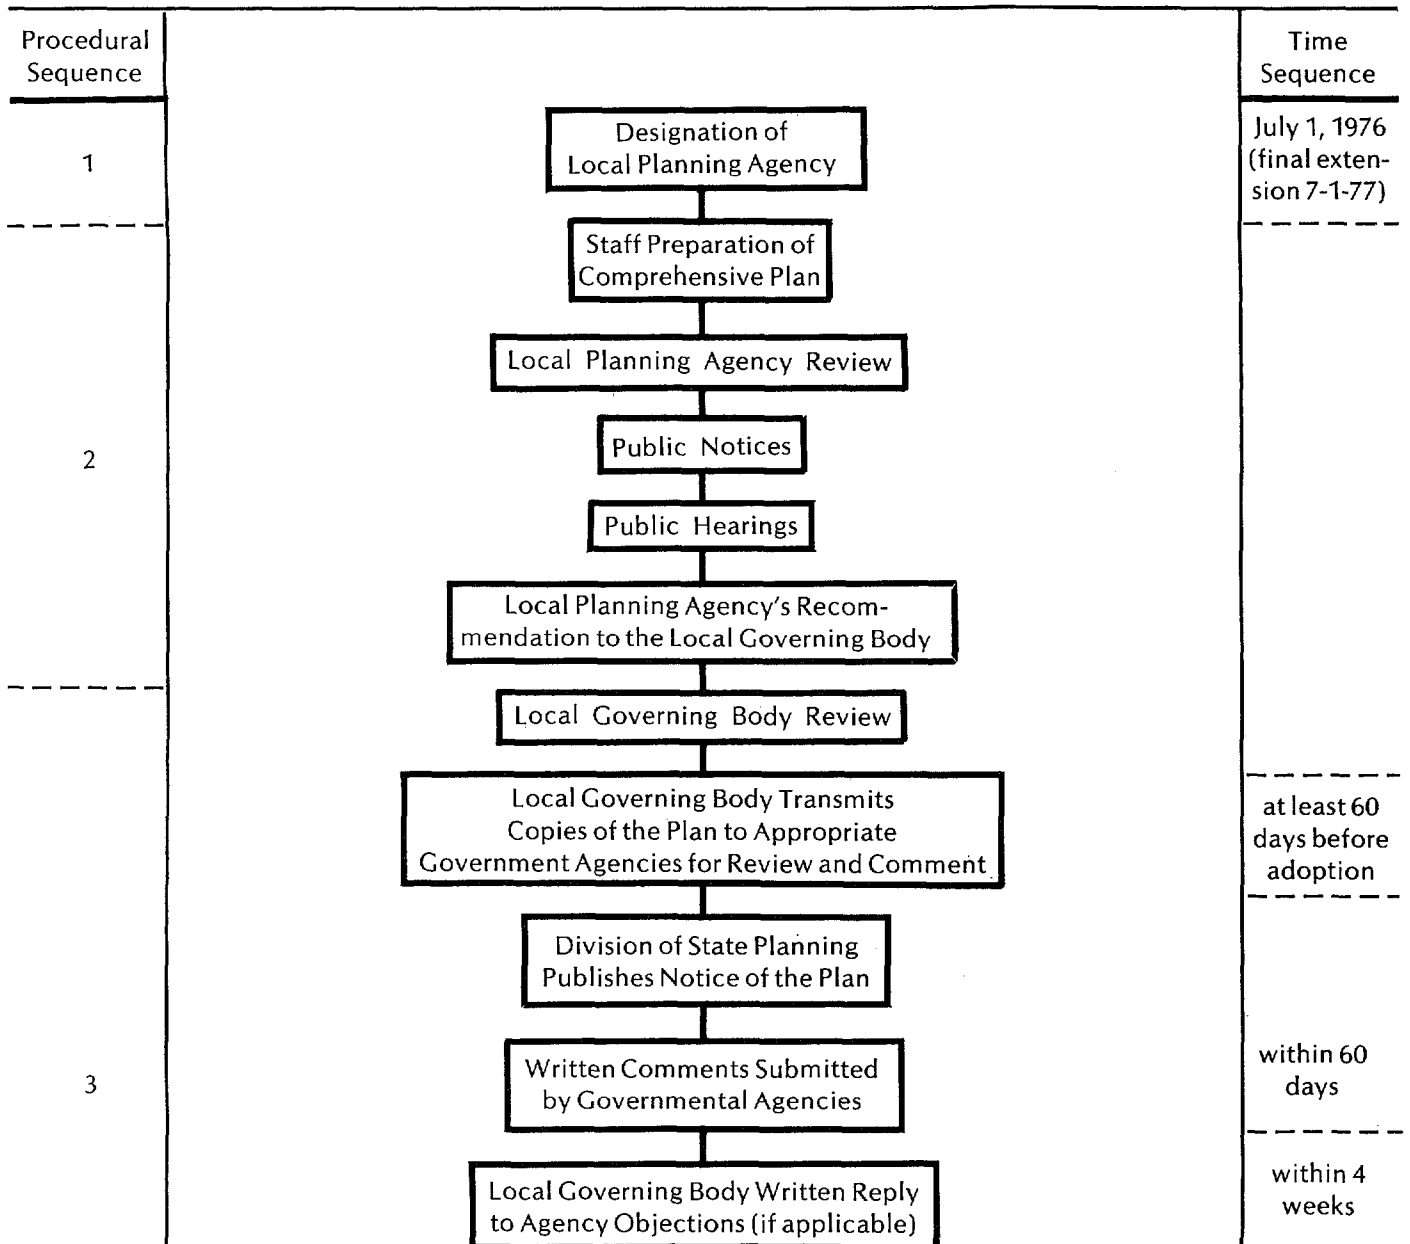 Procedural
Sequence
Time
Sequence
1
Designation of
Local Planning Agency
July 1, 1976
(final exten-
sion 7-1-77)
2
Staff Preparation of
Comprehensive Plan
Local Planning Agency Review
Public Notices
Public Hearings
Local Planning Agency's Recom-
mendation to the Local Governing Body
3
Local Governing Body Review
Local Governing Body Transmits
Copies of the Plan to Appropriate
Government Agencies for Review and Comment
at least 60
days before
adoption
Division of State Planning
Publishes Notice of the Plan
Written Comments Submitted
by Governmental Agencies
within 60
days
Local Governing Body Written Reply
to Agency Objections (if applicable)
within 4
weeks